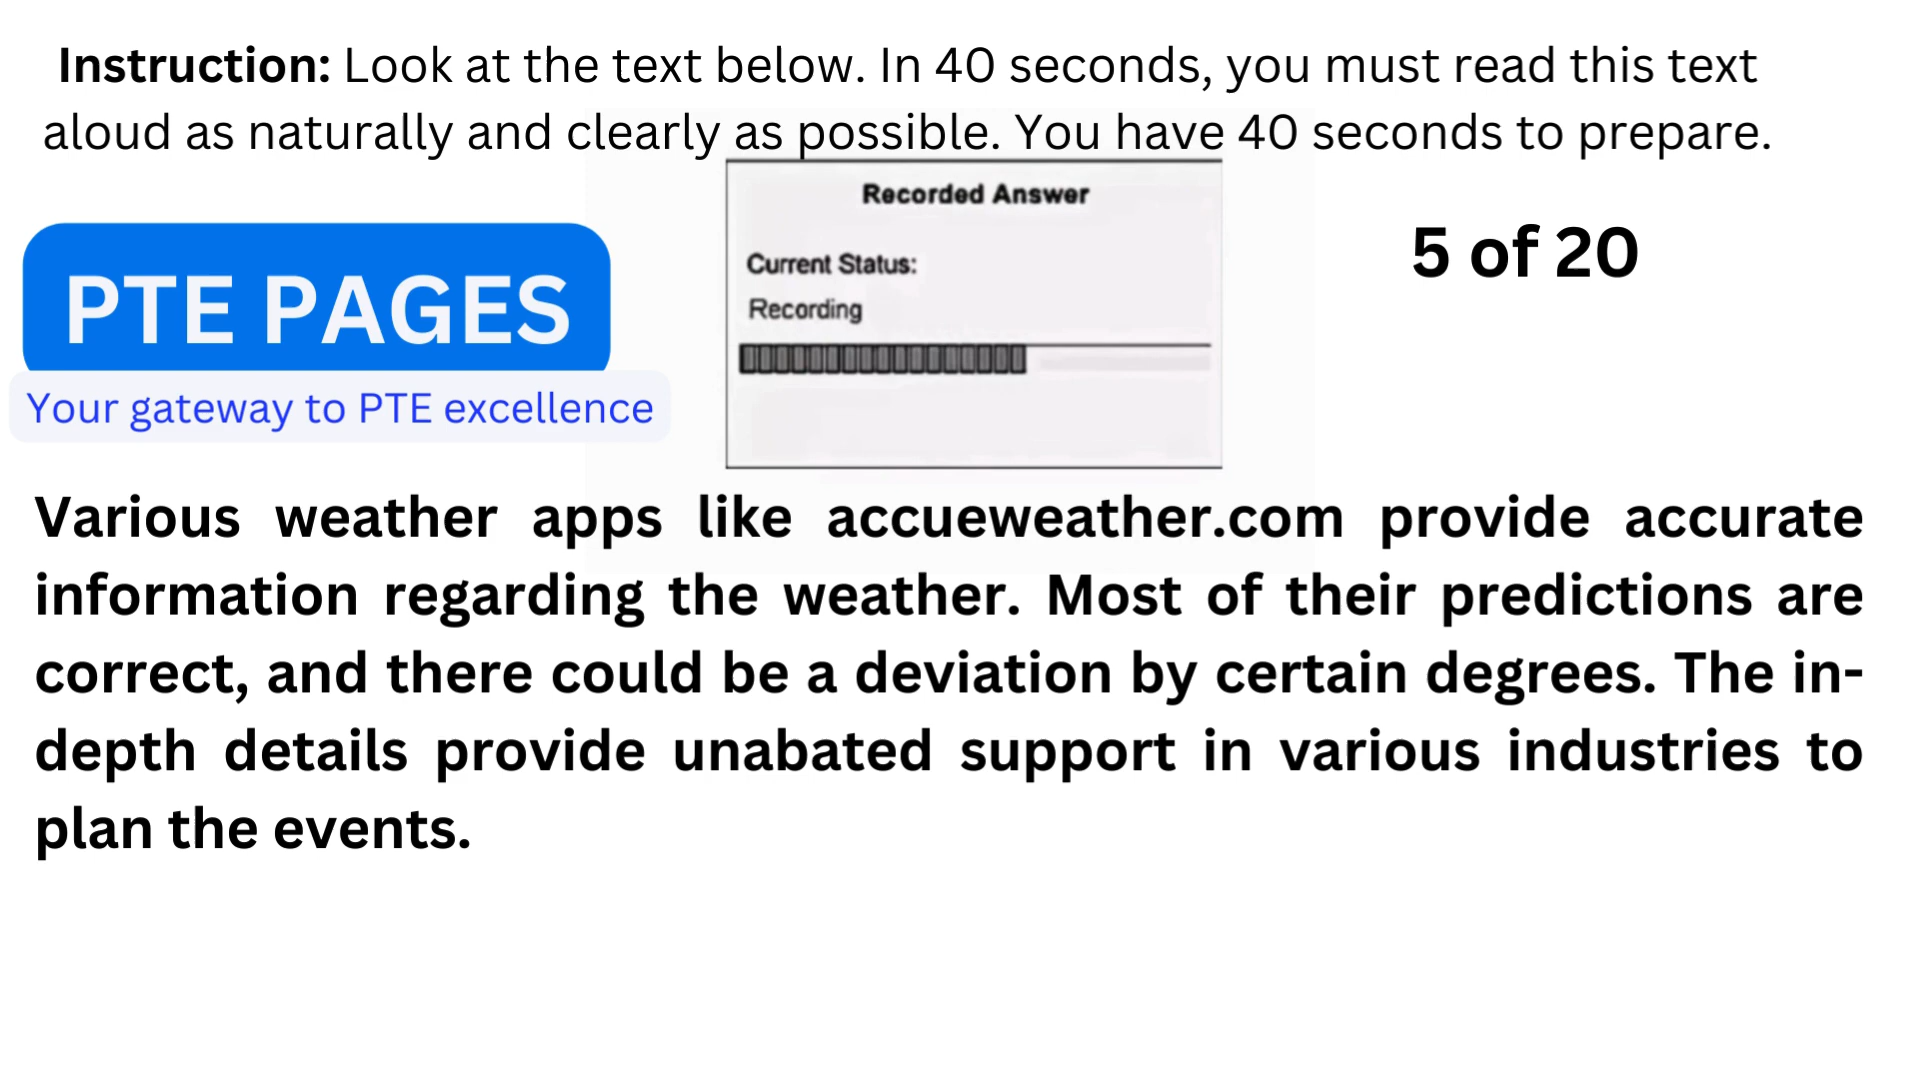 Instruction: Look at the text below. In 40 seconds, you must read this text
aloud as naturally and clearly as possible. You have 40 seconds to prepare.
Recorded Answer
Current Status:
Recording
5 of 20
PTE PAGES
Your gateway to PTE excellence
Various weather apps like accueweather.com provide accurate
information regarding the weather. Most of their predictions are
correct, and there could be a deviation by certain degrees. The in-
depth details provide unabated support in various industries to
plan the events.